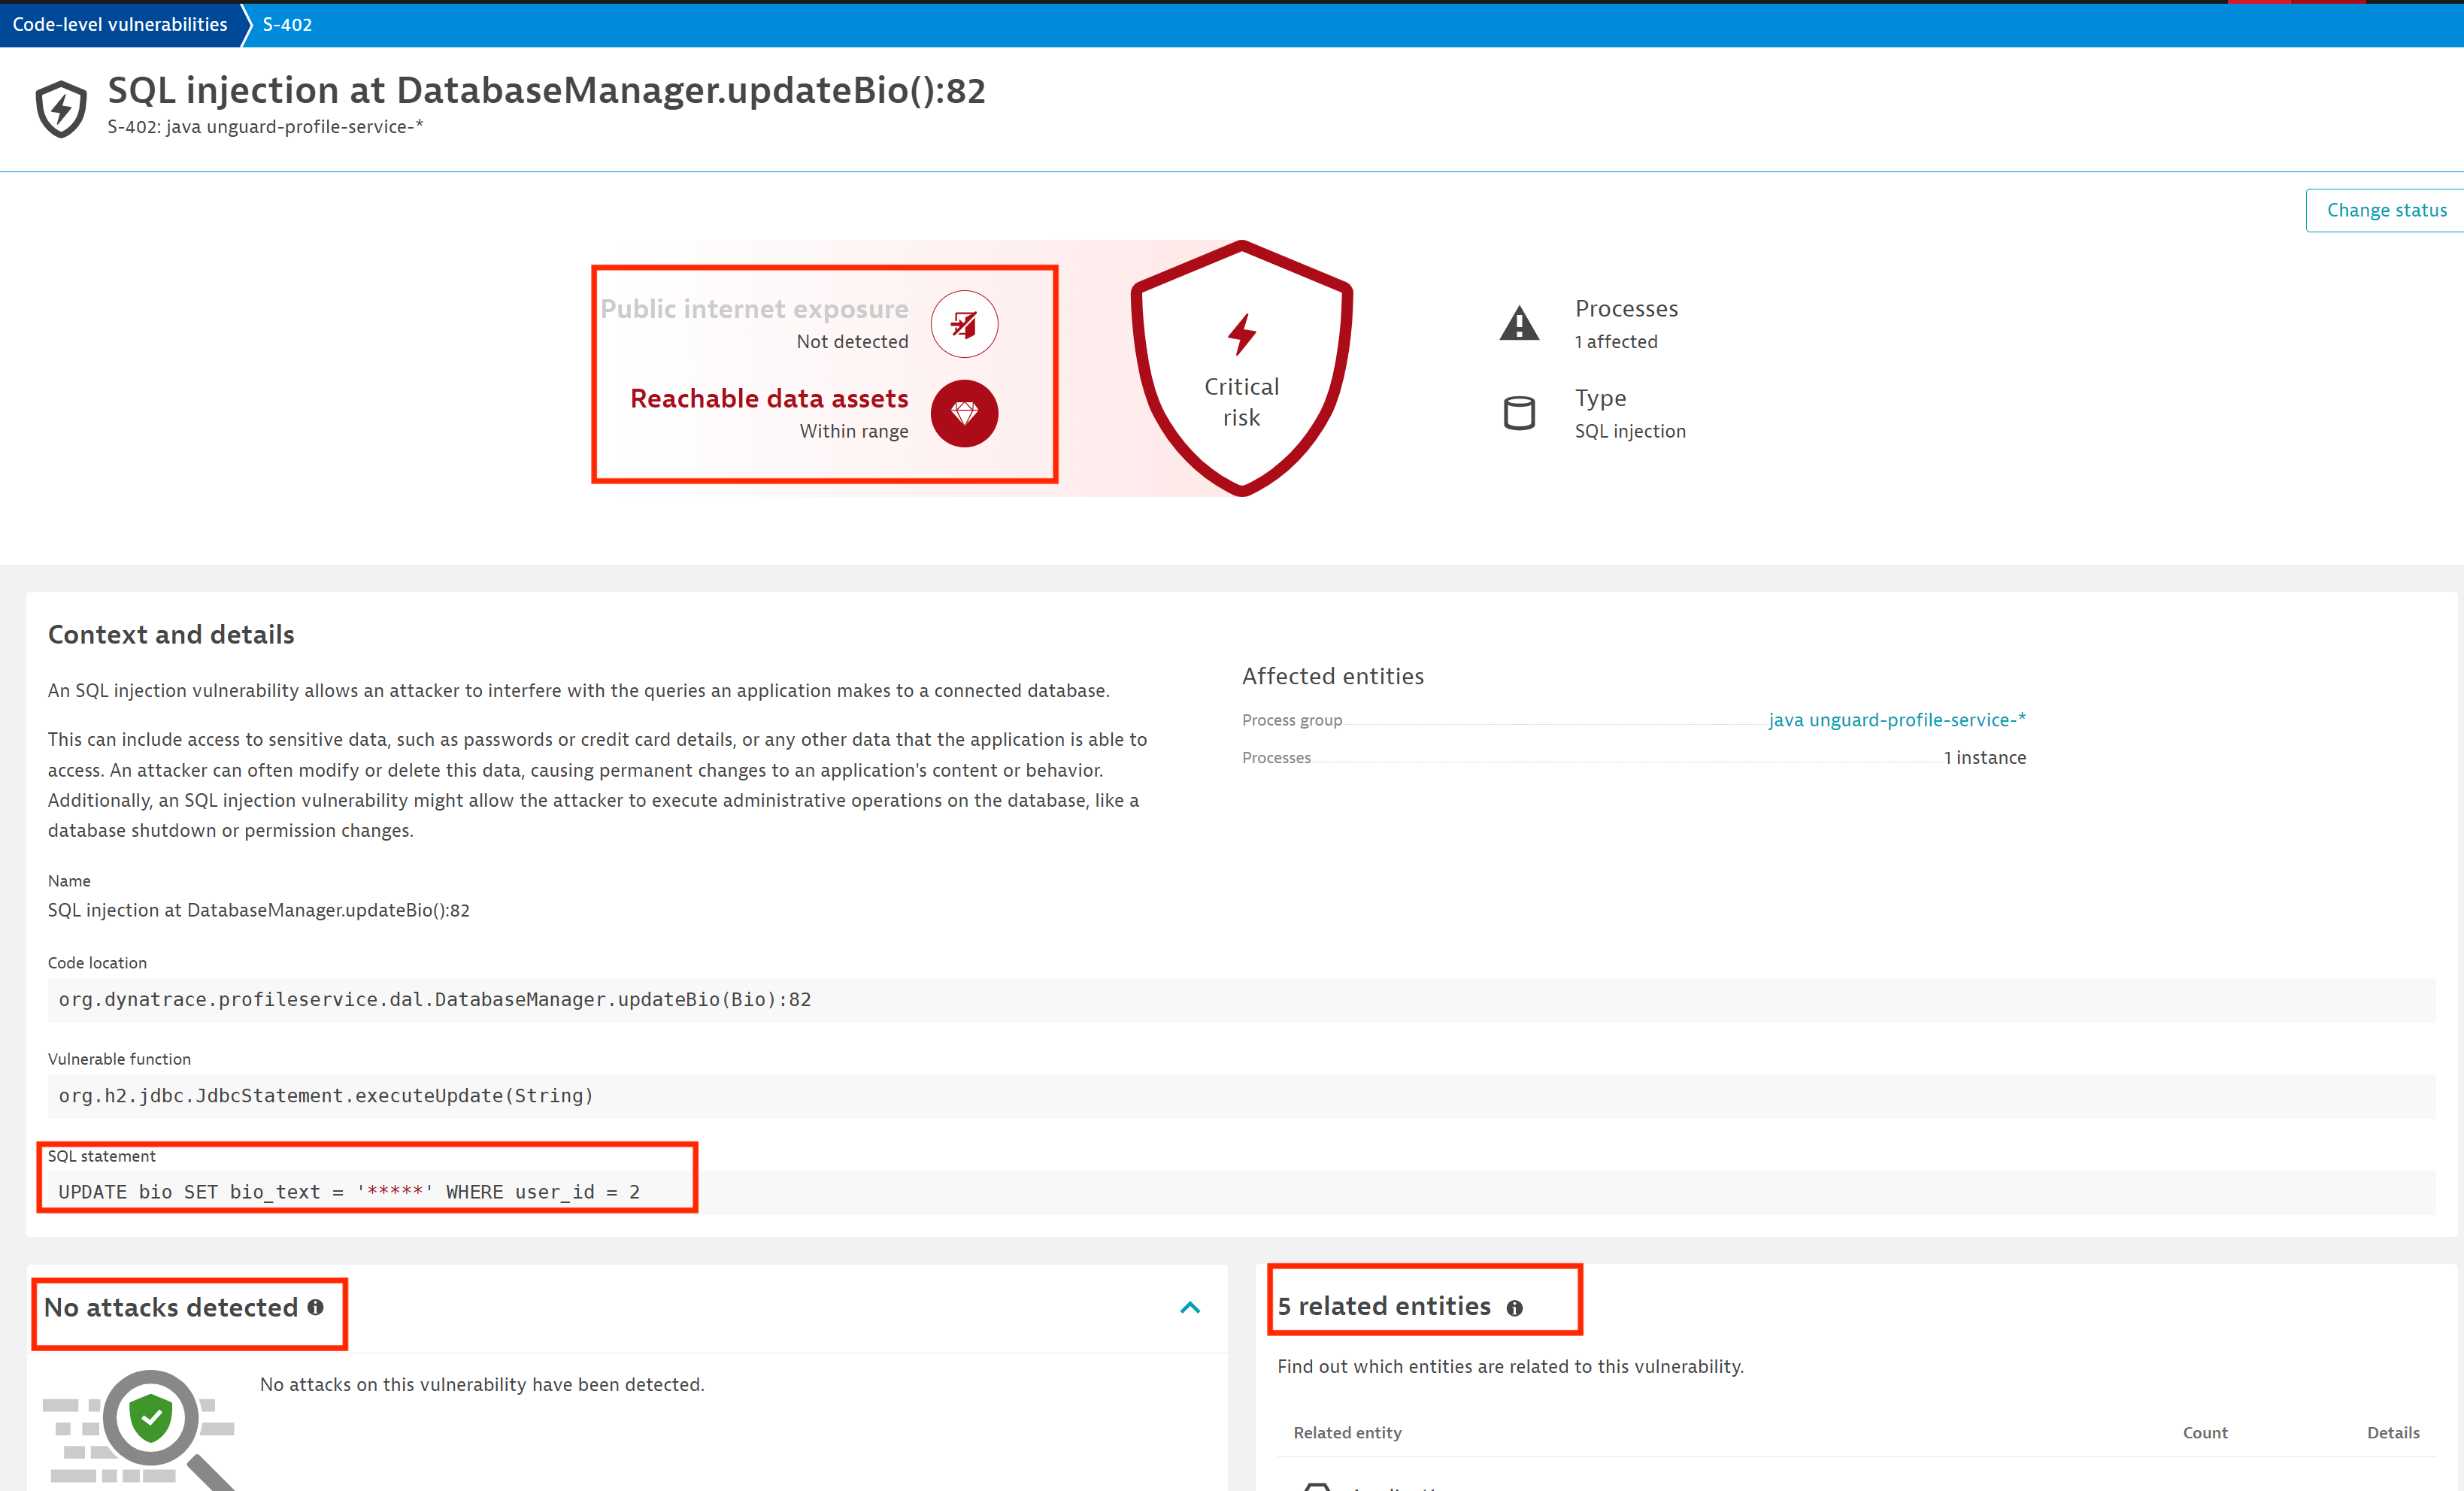 Code-level vulnerabilities
S-402
SQL injection at DatabaseManager.updateBio():82
S-402: java unguard-profile-service-*
Change status
Public internet exposure
Not detected
Reachable data assets
Within range
Critical
risk
Processes
1 affected
Type
SQL injection
Context and details
An SQL injection vulnerability allows an attacker to interfere with the queries an application makes to a connected database.
This can include access to sensitive data, such as passwords or credit card details, or any other data that the application is able to
access. An attacker can often modify or delete this data, causing permanent changes to an application's content or behavior.
Additionally, an SQL injection vulnerability might allow the attacker to execute administrative operations on the database, like a
database shutdown or permission changes.
Name
SQL injection at DatabaseManager.updateBio():82
Code location
org.dynatrace.profileservice.dal.DatabaseManager.updateBio(Bio):82
Vulnerable function
org.h2.jdbc.JdbcStatement.executeUpdate(String)
SQL statement
UPDATE bio SET bio_text = '*****' WHERE user_id = 2
Affected entities
Process group java unguard-profile-service-*
Processes 1 instance
No attacks detected
No attacks on this vulnerability have been detected.
5 related entities
Find out which entities are related to this vulnerability.
Related entity Count Details